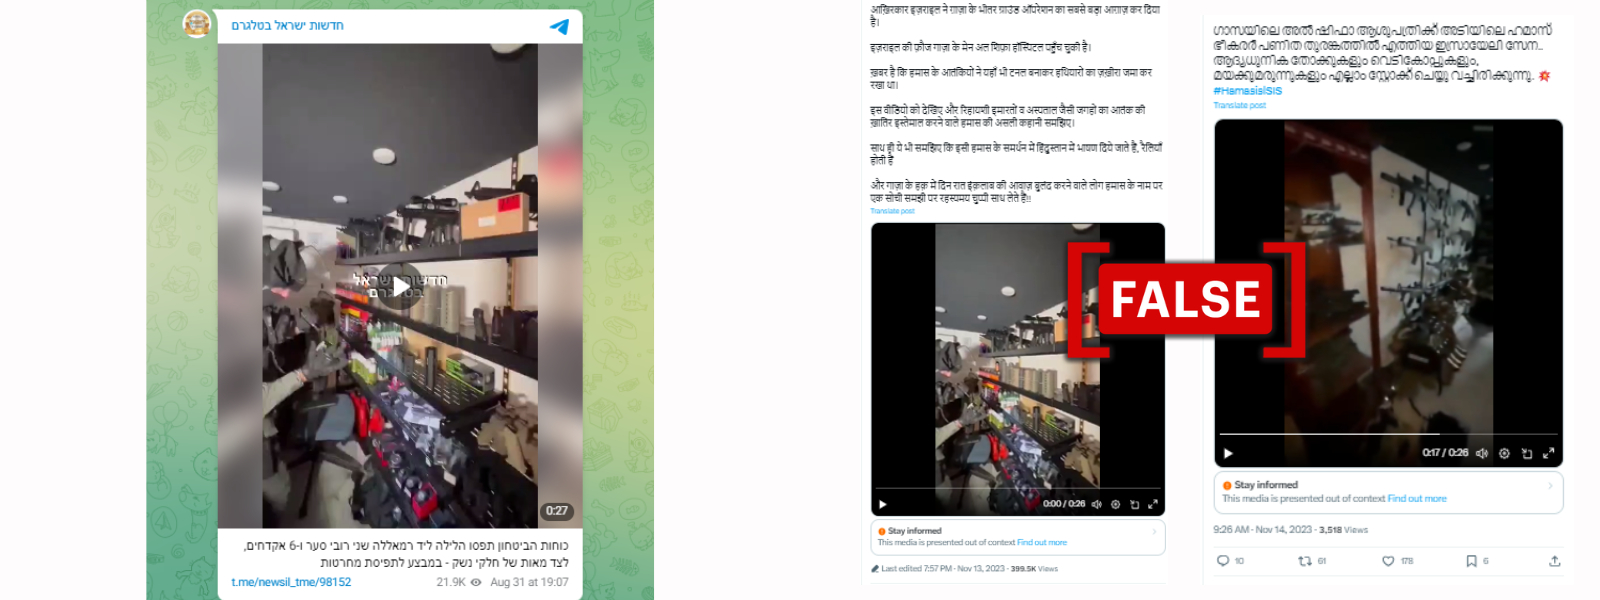 חדשות ישראל בטלגרם
חדשות ישראל
בטלגרם
0:27
כוחות הביטחון תפסו הלילה ליד רמאללה שני רובי סער ו-6 אקדחים,
לצד מאות של חלקי נשק - במבצע לתפיסת מחרטות
t.me/newsil_tme/98152
21.9K Aug 31 at 19:07
आख़िरकार इज़राइल ने ग़ाज़ा के भीतर ग्राउंड ऑपरेशन का सबसे बड़ा आग़ाज़ कर दिया
है।
इज़राइल की फ़ौज गाज़ा के मेन अल शिफ़ा हॉस्पिटल पहुँच चुकी है।
ख़बर है कि हमास के आतंकियो ने यहाँ भी टनल बनाकर हथियारो का ज़ख़ीरा जमा कर
रखा था।
इस वीडियो को देखिए और रिहायशी इमारतों व अस्पताल जैसी जगहों का आतंक की
ख़ातिर इस्तेमाल करने वाले हमास की असली कहानी समझिए।
साथ ही ये भी समझिए कि इसी हमास के समर्थन में हिंदुस्तान में भाषण दिये जाते है, रैलियाँ
होती है
और गाज़ा के हक़ में दिन रात इंक़लाब की आवाज़ बुलंद करने वाले लोग हमास के नाम पर
एक सोची समझी पर रहस्यमय चुप्पी साध लेते हैं!!
Translate post
0:00 / 0:26
Stay informed
This media is presented out of context Find out more
Last edited 7:57 PM · Nov 13, 2023 · 399.5K Views
FALSE
ഗാസയിലെ അൽ ഷിഫാ ആശുപത്രിക്ക് അടിയിലെ ഹമാസ്
ഭീകരർ പണിത തുരങ്കത്തിൽ എത്തിയ ഇസ്രായേലി സേന..
ആദ്യധുനിക തോക്കുകളും വെടികോപ്പുകളും,
മയക്കുമരുന്നുകളും എല്ലാം സ്റ്റോക്ക് ചെയ്തു വച്ചിരിക്കുന്നു. 💥
#HamasisISIS
Translate post
0:17 / 0:26
Stay informed
This media is presented out of context Find out more
9:26 AM · Nov 14, 2023 · 3,518 Views
10 61 178 6